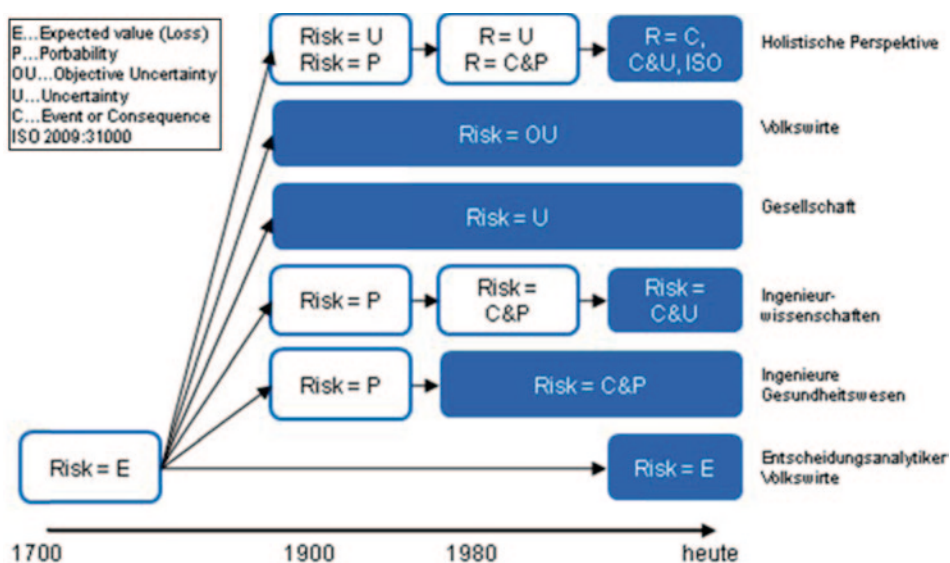 E...Expected value (Loss)
P...Porbability
OU...Objective Uncertainty
U...Uncertainty
C...Event or Consequence
ISO 2009:31000
Risk = U
Risk = P
R = U
R = C&P
R = C,
C&U, ISO
Holistische Perspektive
Risk = OU
Volkswirte
Risk = U
Gesellschaft
Risk = P
Risk =
C&P
Risk =
C&U
Ingenieur-
wissenschaften
Risk = P
Risk = C&P
Ingenieure
Gesundheitswesen
Risk = E
Risk = E
Entscheidungsanalytiker
Volkswirte
1700
1900
1980
heute